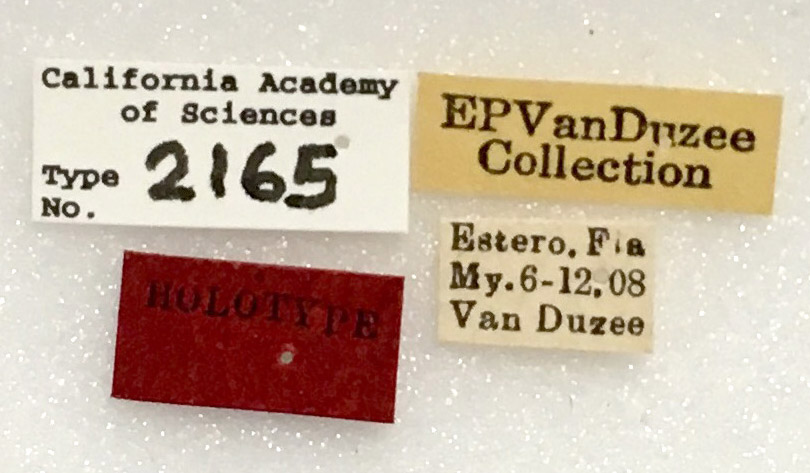 California Academy
of Sciences
Type 2165
No.
EPVanDuzee
Collection
Estero, Fla
My.6-12,08
Van Duzee
HOLOTYPE